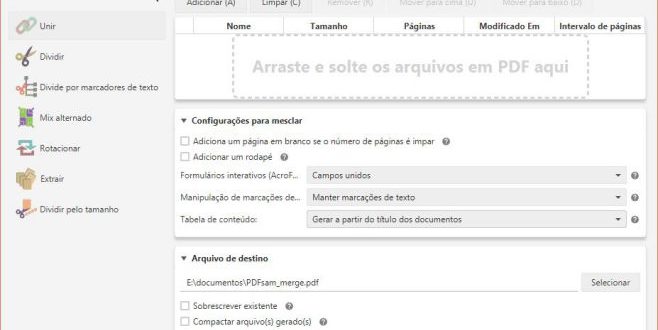 Adicionar (A) Limpar (C) Remover (R) Mover para cima (U) Mover para baixo (D)
Unir
Dividir
Divide por marcadores de texto
Mix alternado
Rotacionar
Extrair
Dividir pelo tamanho
Nome Tamanho Páginas Modificado Em Intervalo de páginas
Arraste e solte os arquivos em PDF aqui
Configurações para mesclar
Adiciona um página em branco se o número de páginas é impar
Adicionar um rodapé
Formulários interativos (AcroF... Campos unidos
Manipulação de marcações de... Manter marcações de texto
Tabela de conteúdo: Gerar a partir do título dos documentos
Arquivo de destino
E:\documentos\PDFsam_merge.pdf Selecionar
Sobrescrever existente
Compactar arquivo(s) gerado(s)